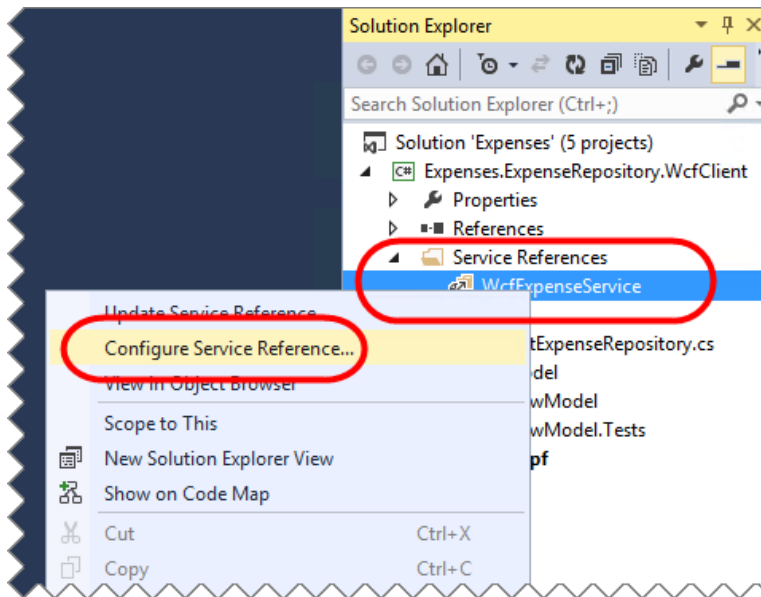 Solution Explorer
Search Solution Explorer (Ctrl+;)
Solution 'Expenses' (5 projects)
C# Expenses.ExpenseRepository.WcfClient
Properties
References
Service References
WcfExpenseService
Update Service Reference
Configure Service Reference...
tExpenseRepository.cs
View in Object Browser
del
Scope to This
wModel
New Solution Explorer View
wModel.Tests
Show on Code Map
pf
Cut Ctrl+X
Copy Ctrl+C